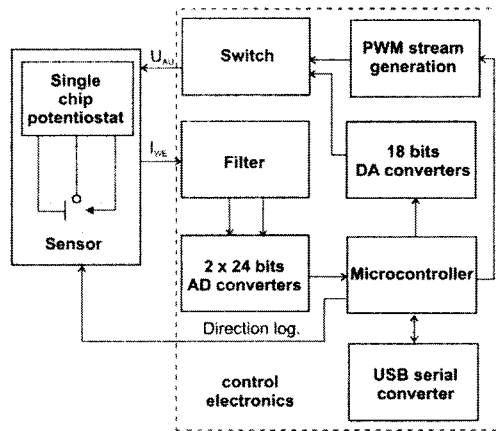 Single
chip
potentiostat
Sensor
U_AU
I_WE
Switch
PWM stream
generation
Filter
18 bits
DA converters
2 x 24 bits
AD converters
Microcontroller
Direction log.
control
electronics
USB serial
converter